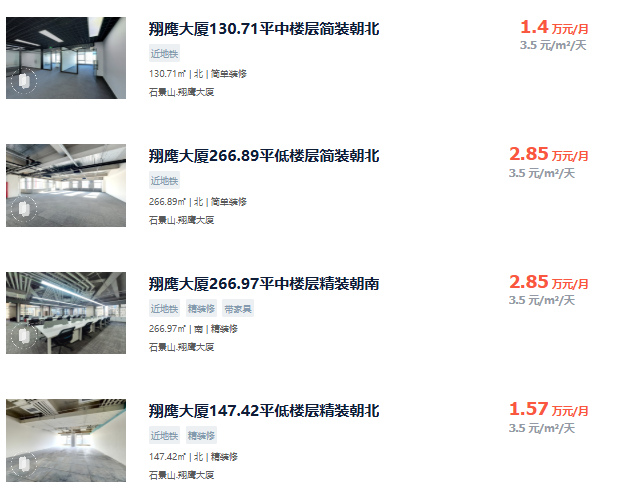 翔鹰大厦130.71平中楼层简装朝北
1.4 万元/月
近地铁
3.5 元/m²/天
130.71㎡ | 北 | 简单装修
石景山.翔鹰大厦
翔鹰大厦266.89平低楼层简装朝北
2.85 万元/月
近地铁
3.5 元/m²/天
266.89㎡ | 北 | 简单装修
石景山.翔鹰大厦
翔鹰大厦266.97平中楼层精装朝南
2.85 万元/月
近地铁 精装修 带家具
3.5 元/m²/天
266.97㎡ | 南 | 精装修
石景山.翔鹰大厦
翔鹰大厦147.42平低楼层精装朝北
1.57 万元/月
近地铁 精装修
3.5 元/m²/天
147.42㎡ | 北 | 精装修
石景山.翔鹰大厦